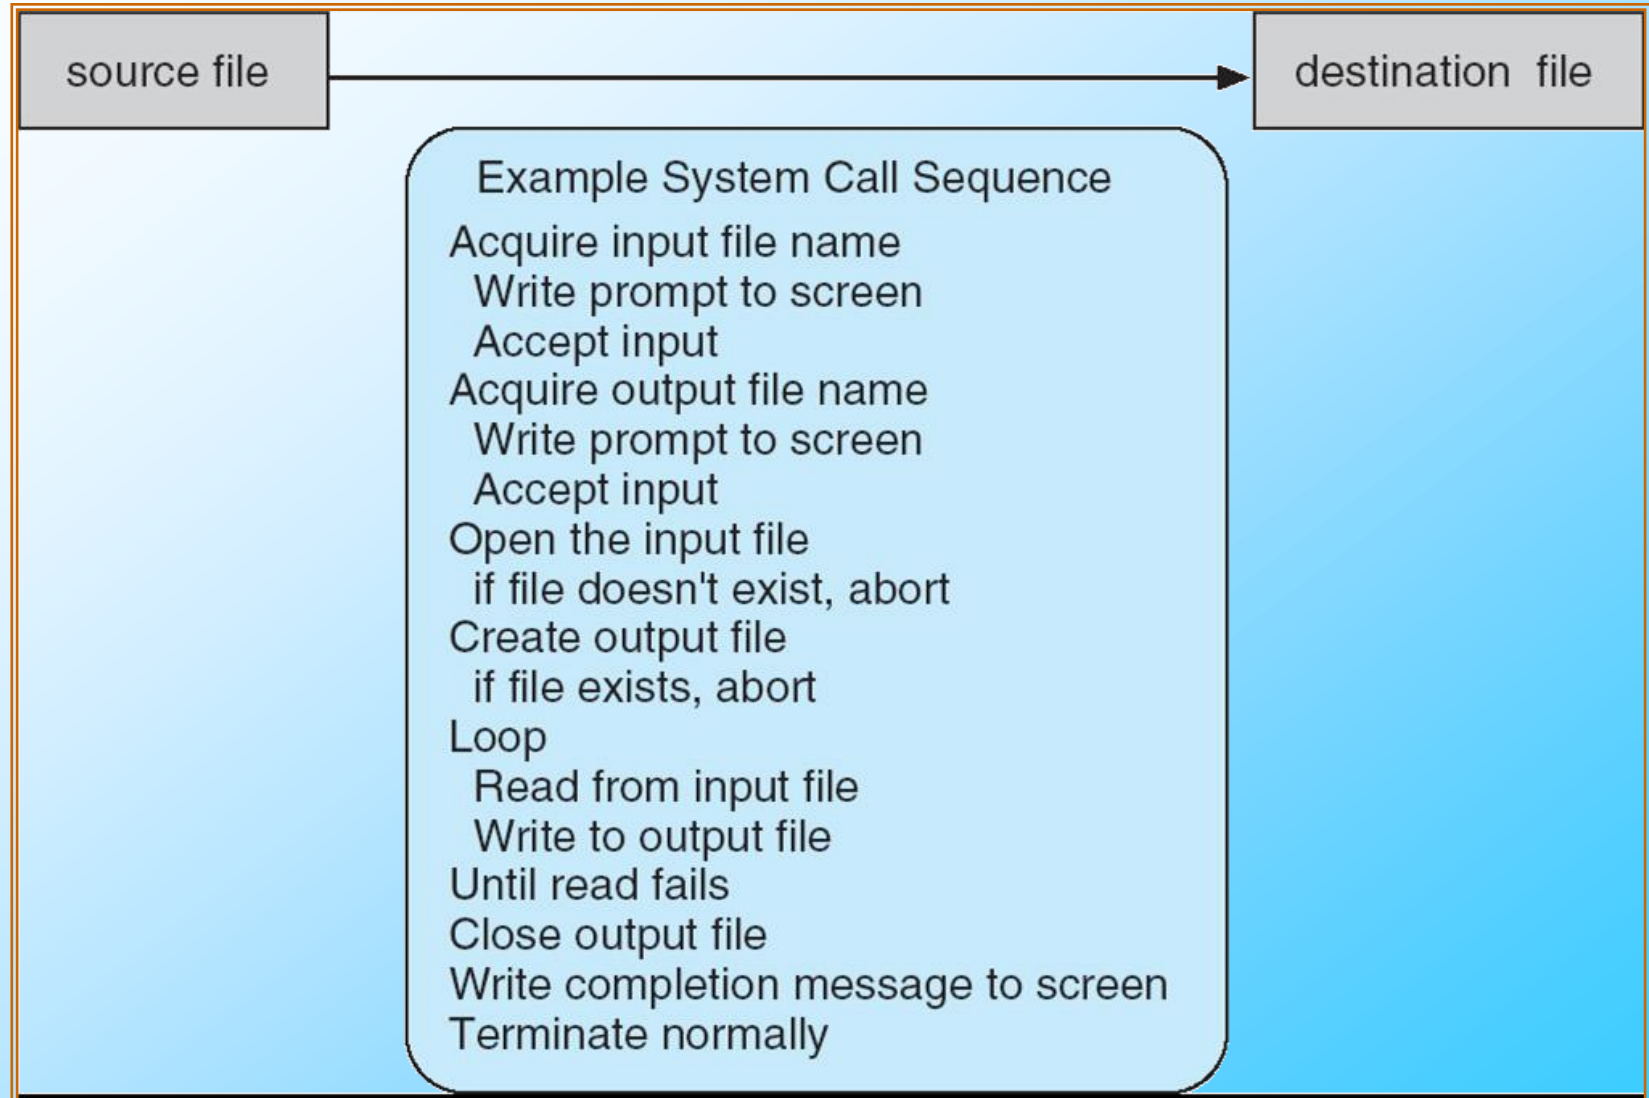 source file
destination file
Example System Call Sequence
Acquire input file name
Write prompt to screen
Accept input
Acquire output file name
Write prompt to screen
Accept input
Open the input file
if file doesn't exist, abort
Create output file
if file exists, abort
Loop
Read from input file
Write to output file
Until read fails
Close output file
Write completion message to screen
Terminate normally